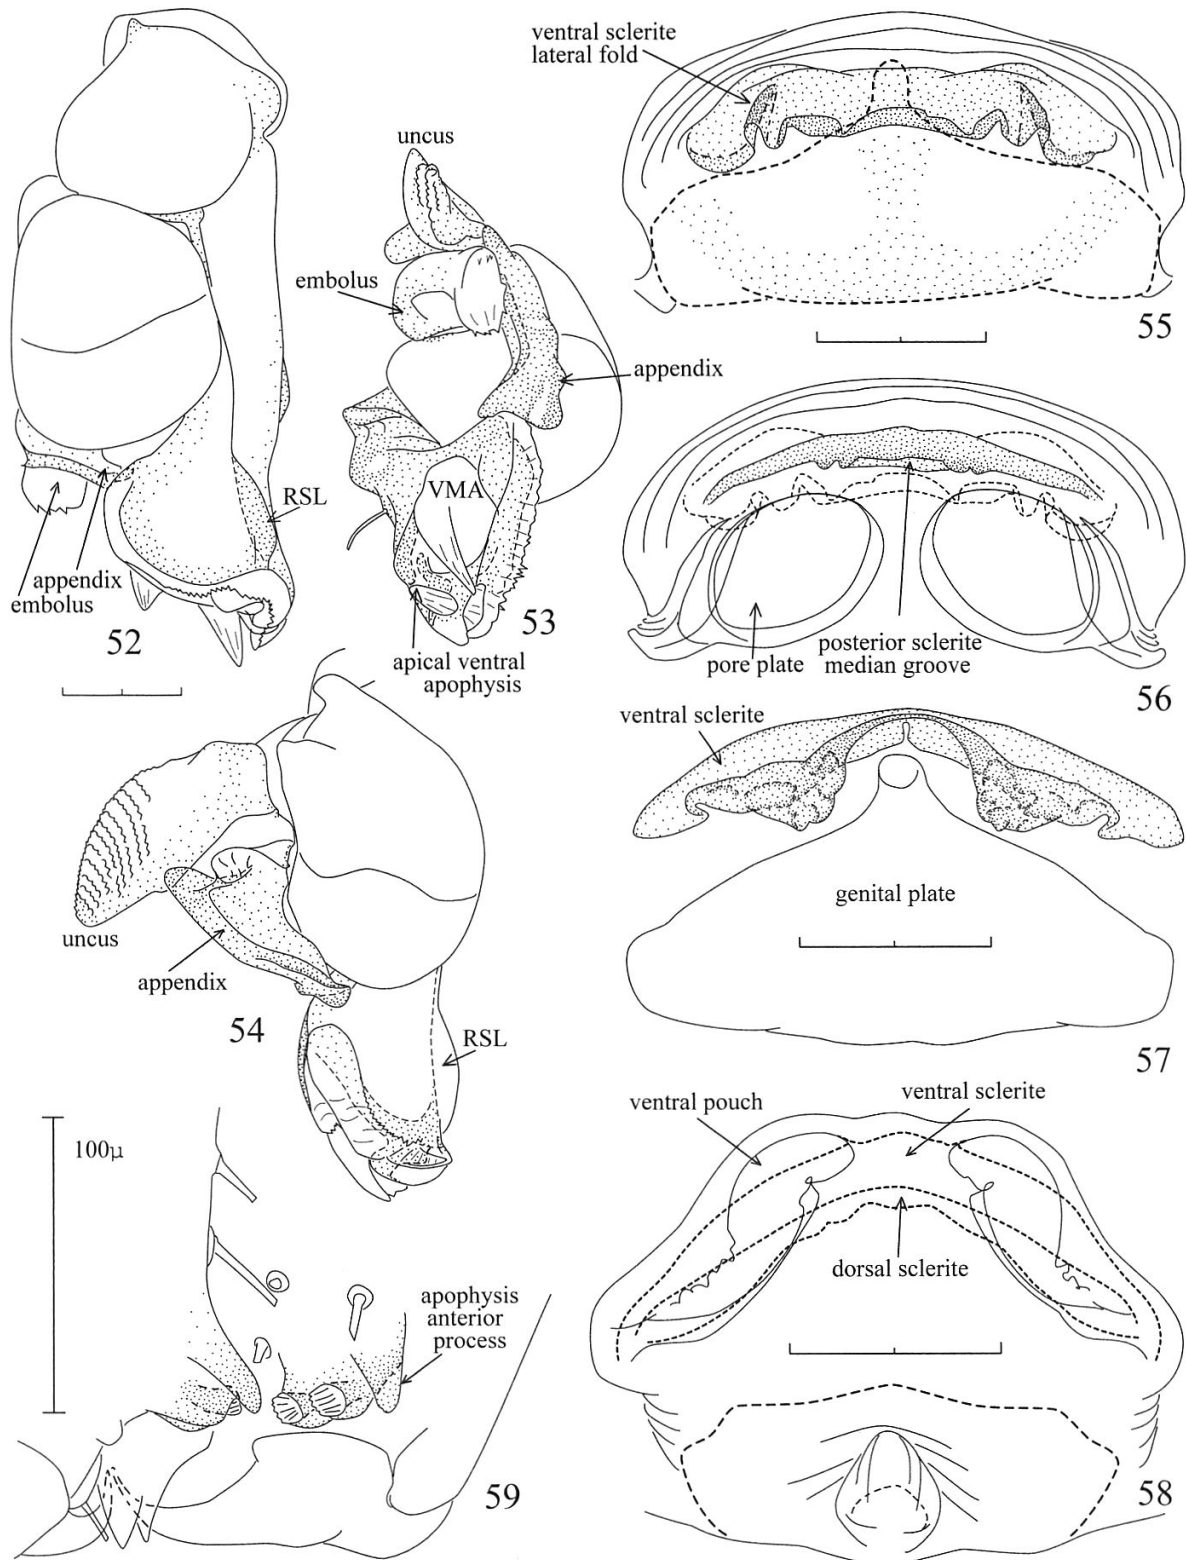 ventral sclerite
lateral fold
55
uncus
embolus
appendix
VMA
apical ventral
apophysis
53
RSL
appendix
embolus
52
pore plate
posterior sclerite
median groove
56
ventral sclerite
genital plate
57
uncus
appendix
RSL
54
ventral pouch
ventral sclerite
dorsal sclerite
58
100μ
apophysis
anterior
process
59